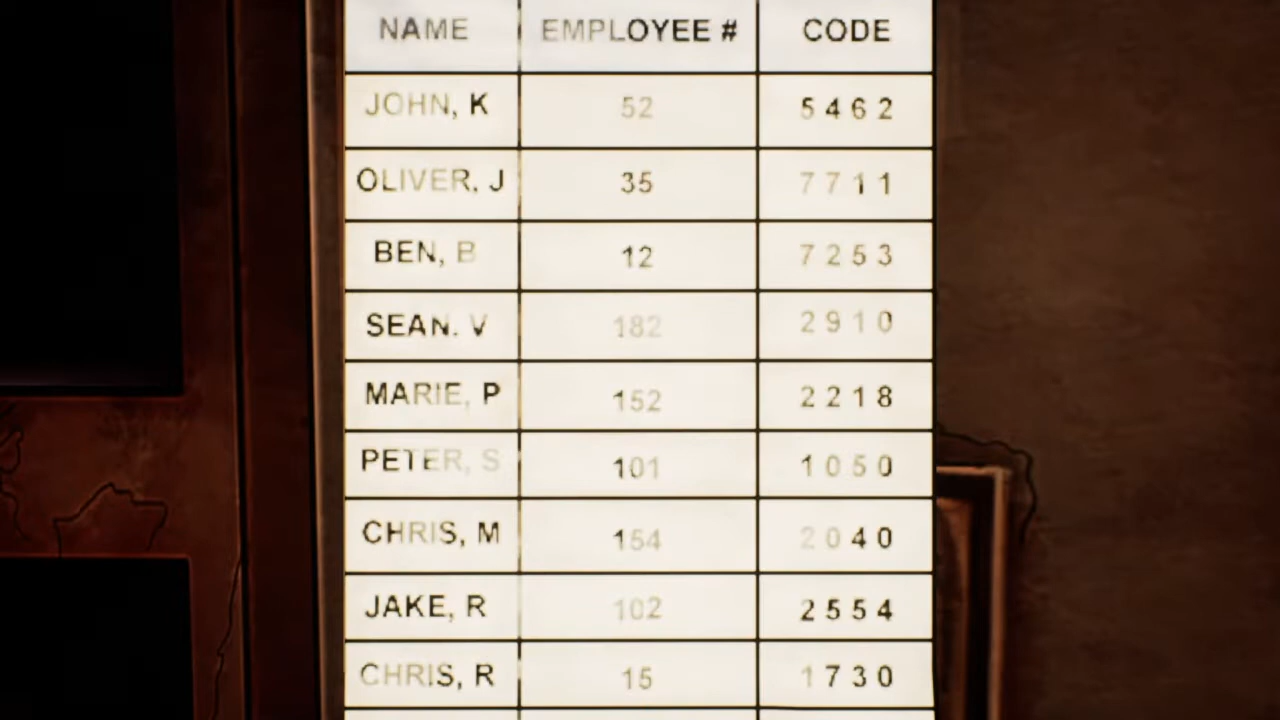 NAME EMPLOYEE # CODE
JOHN, K 52 5462
OLIVER, J 35 7711
BEN, B 12 7253
SEAN. V 182 2910
MARIE, P 152 2218
PETER, S 101 1050
CHRIS, M 154 2040
JAKE, R 102 2554
CHRIS, R 15 1730